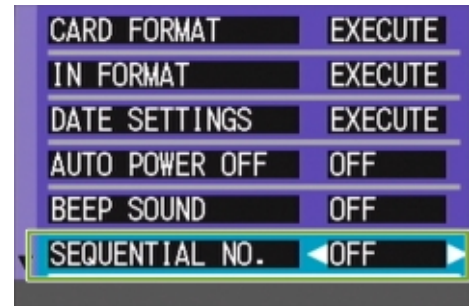 CARD FORMAT EXECUTE
IN FORMAT EXECUTE
DATE SETTINGS EXECUTE
AUTO POWER OFF OFF
BEEP SOUND OFF
SEQUENTIAL NO. OFF